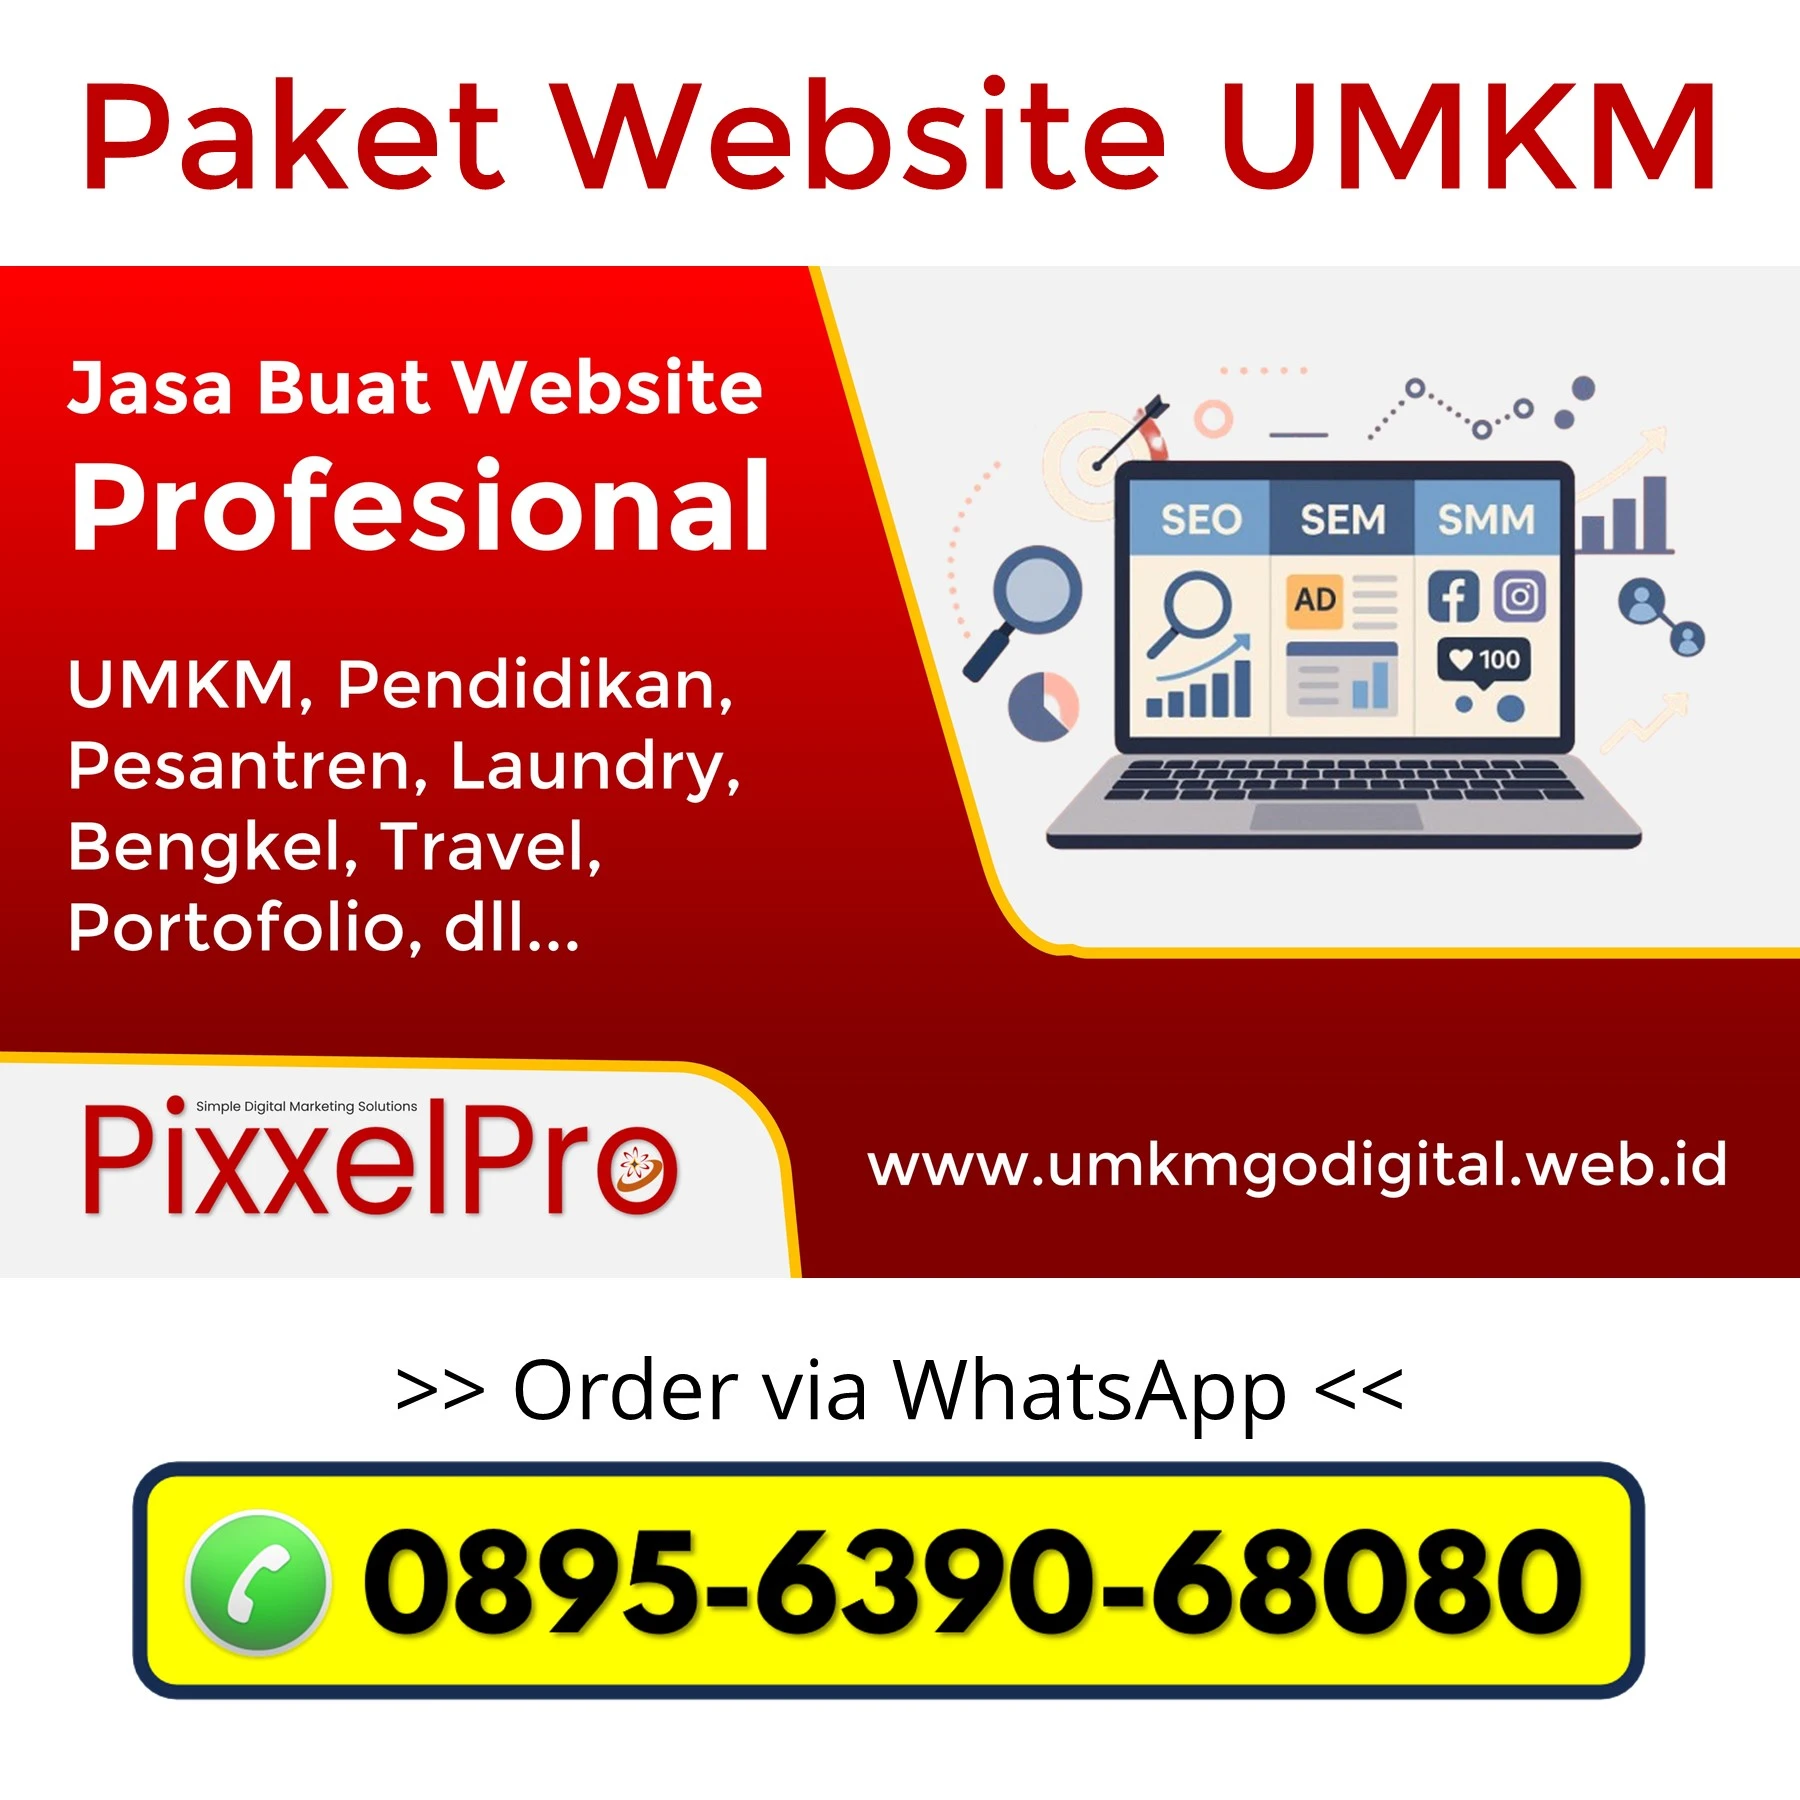 Paket Website UMKM
Jasa Buat Website
Profesional
UMKM, Pendidikan,
Pesantren, Laundry,
Bengkel, Travel,
Portofolio, dll...
SEO SEM SMM
AD
100
Simple Digital Marketing Solutions
PixxelPro
www.umkmgodigital.web.id
>> Order via WhatsApp <<
0895-6390-68080